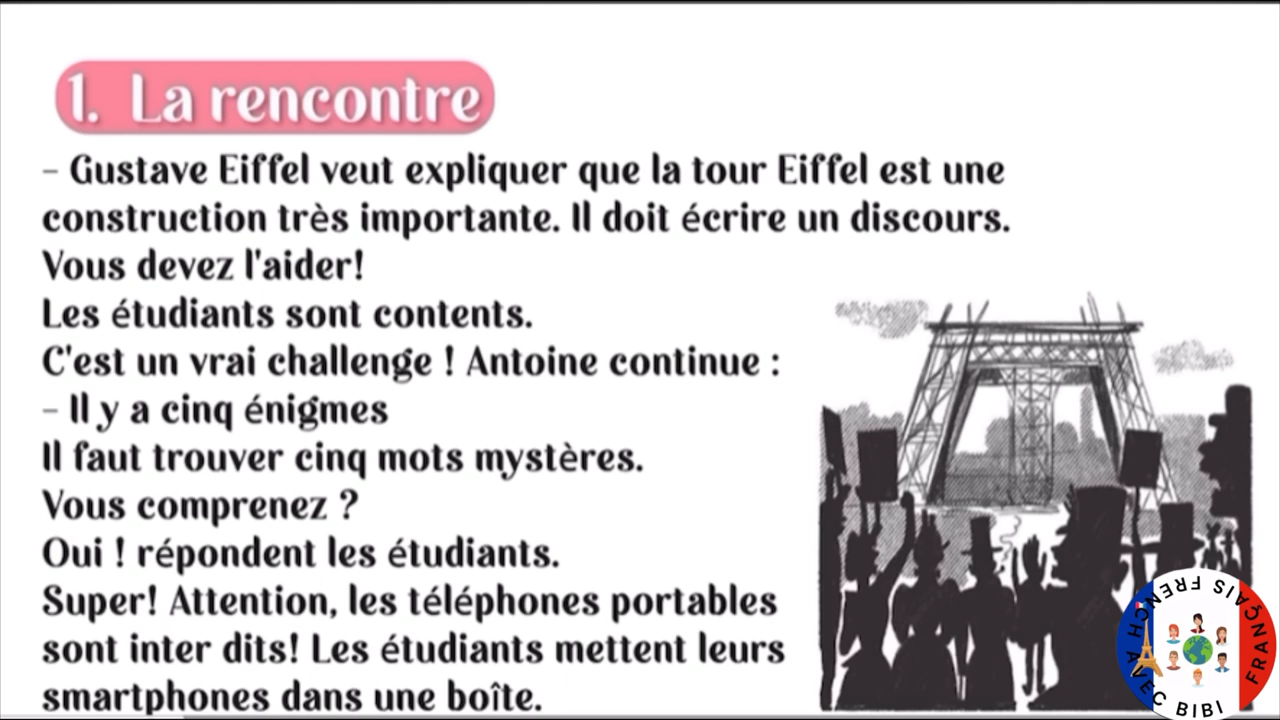 1. La rencontre
– Gustave Eiffel veut expliquer que la tour Eiffel est une
construction très importante. Il doit écrire un discours.
Vous devez l'aider!
Les étudiants sont contents.
C'est un vrai challenge ! Antoine continue :
– Il y a cinq énigmes
Il faut trouver cinq mots mystères.
Vous comprenez ?
Oui ! répondent les étudiants.
Super! Attention, les téléphones portables
sont inter dits! Les étudiants mettent leurs
smartphones dans une boîte.
FRENCH AVEC BIBI
FRANÇAIS